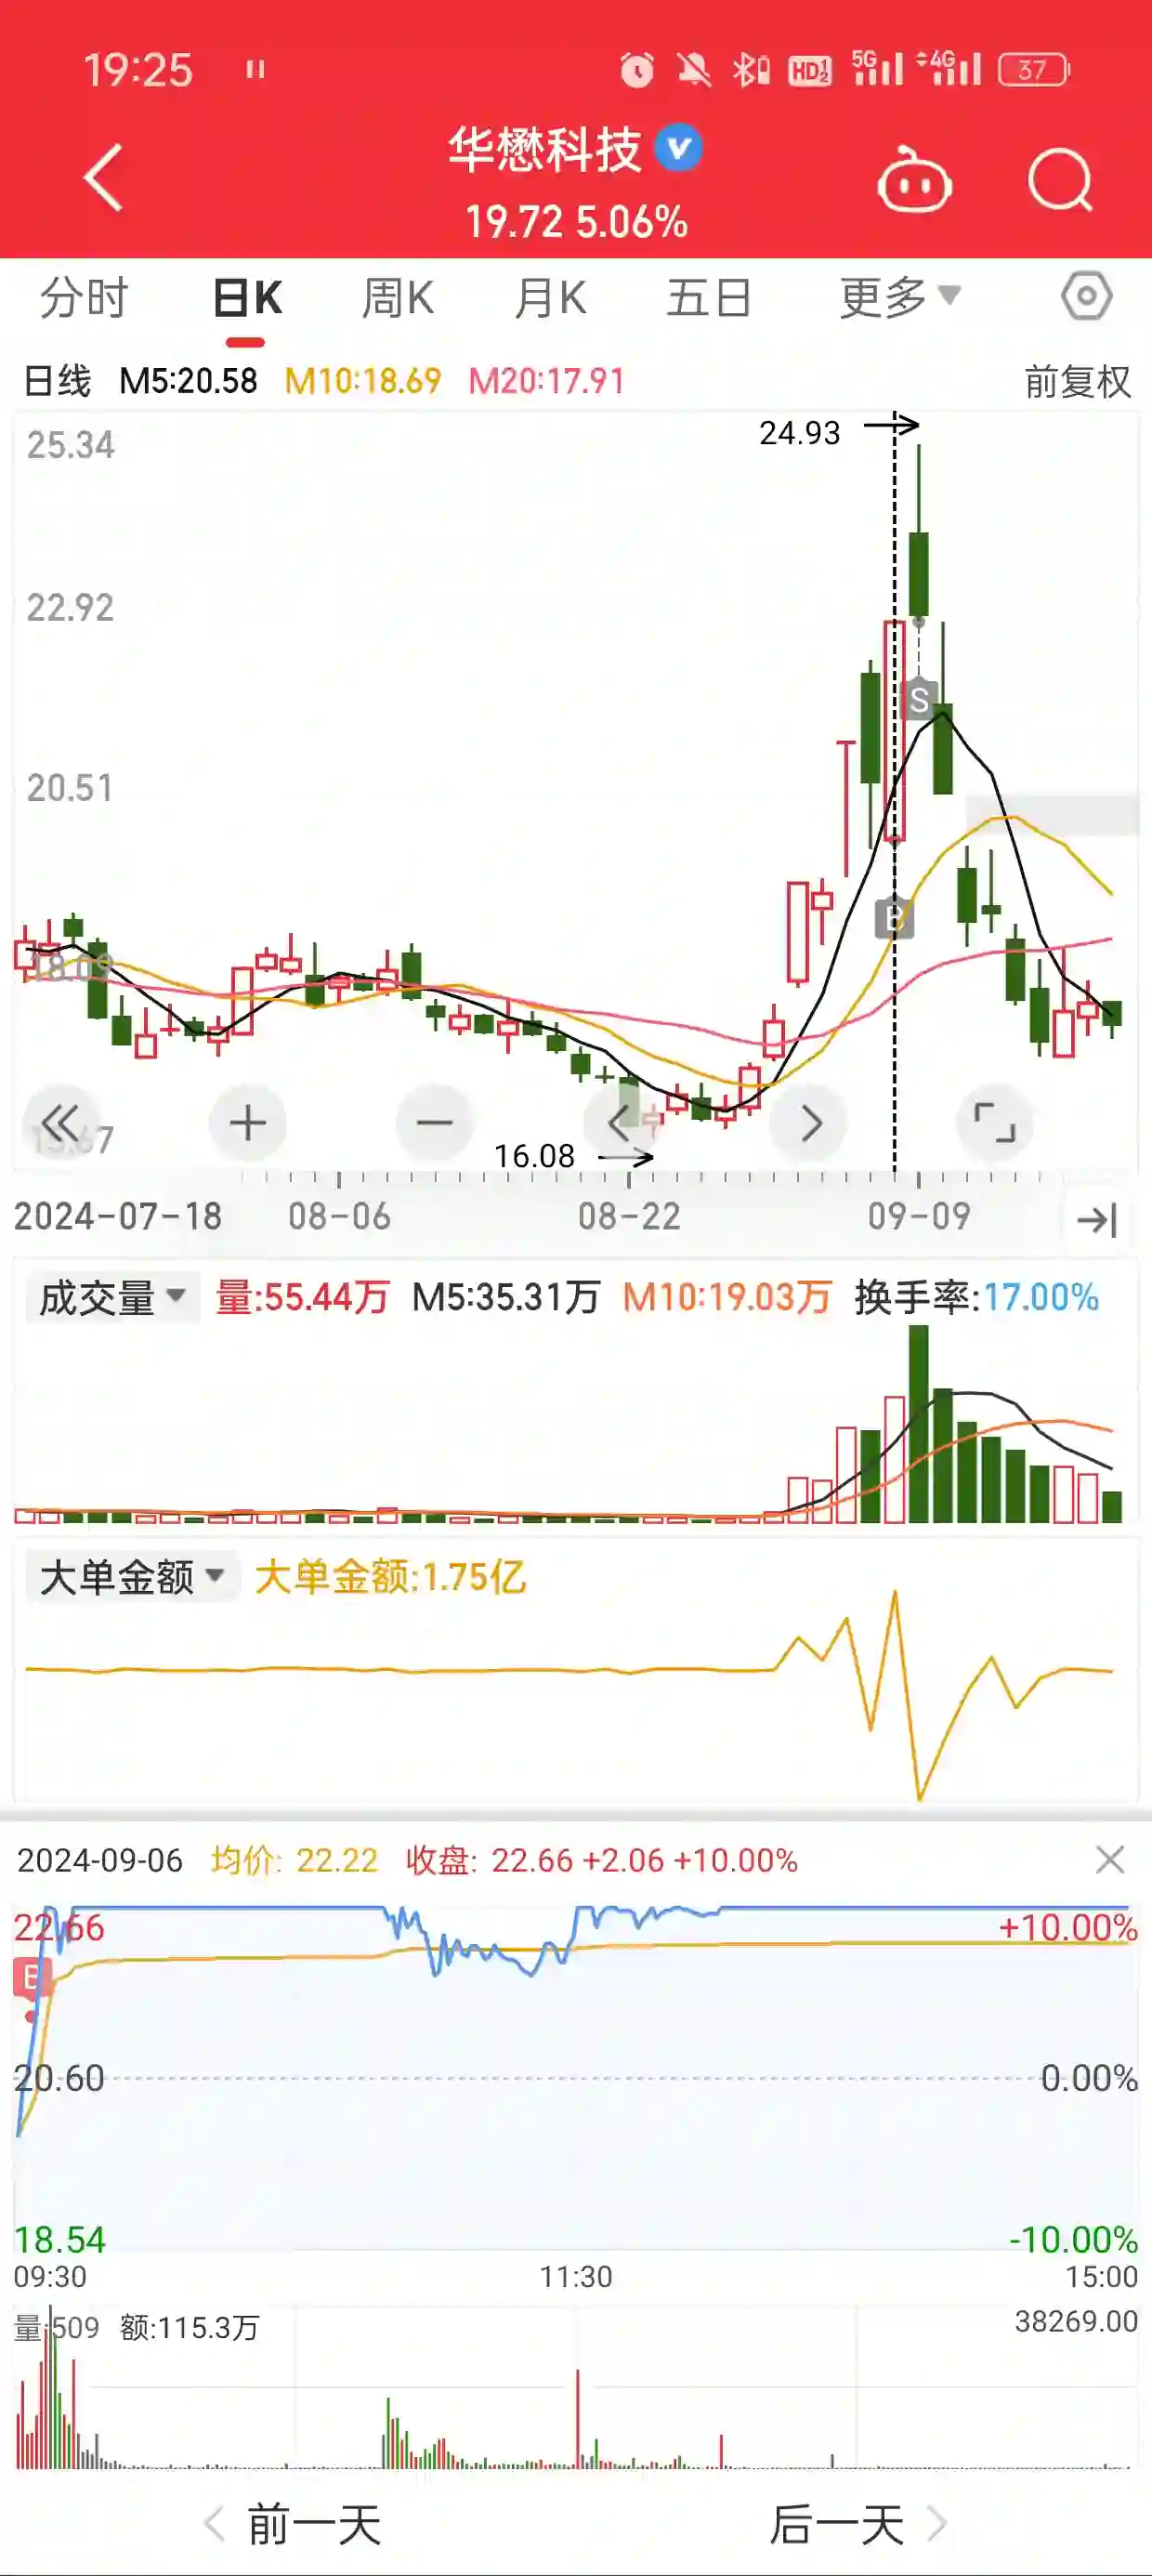 19:25 HD1 2 5G 4G 37
华懋科技
19.72 5.06%
分时 日K 周K 月K 五日 更多
日线 M5:20.58 M10:18.69 M20:17.91 前复权
25.34
24.93
22.92
S
20.51
B
18.09
15.67
16.08
2024-07-18 08-06 08-22 09-09
成交量 量:55.44万 M5:35.31万 M10:19.03万 换手率:17.00%
大单金额 大单金额:1.75亿
2024-09-06 均价: 22.22 收盘: 22.66 +2.06 +10.00%
22.66 +10.00%
B
20.60 0.00%
18.54 -10.00%
09:30 11:30 15:00
量:509 额:115.3万 38269.00
前一天 后一天